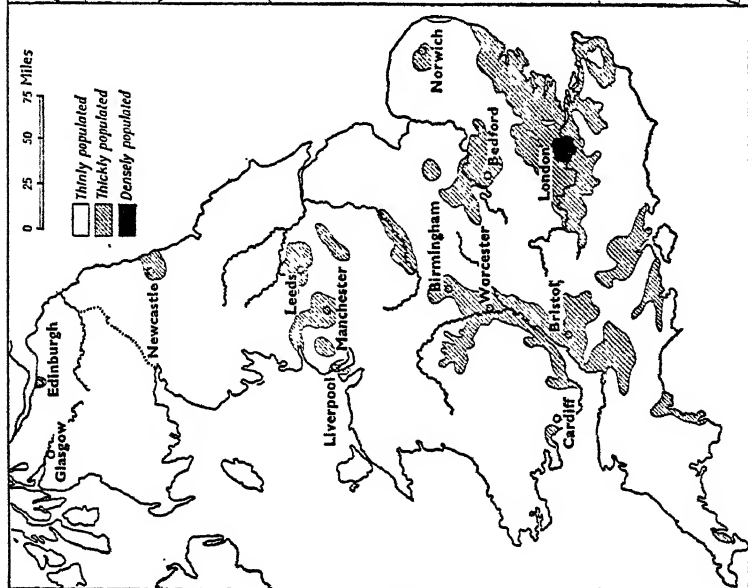 0 25 50 75 Miles
Thinly populated
Thickly populated
Densely populated
Edinburgh
Glasgow
Newcastle
Leeds
Manchester
Liverpool
Norwich
Birmingham
Bedford
Worcester
London
Bristol
Cardiff